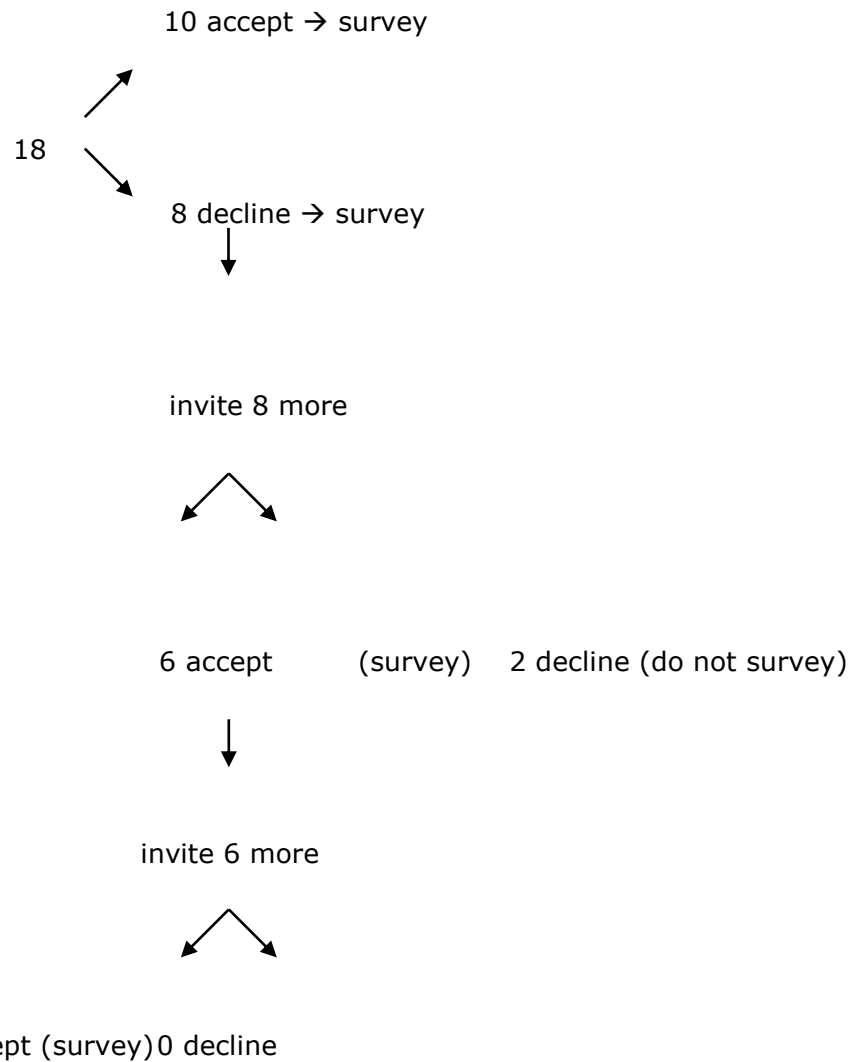 10 accept → survey
18
8 decline → survey
invite 8 more
6 accept (survey) 2 decline (do not survey)
invite 6 more
ept (survey) 0 decline